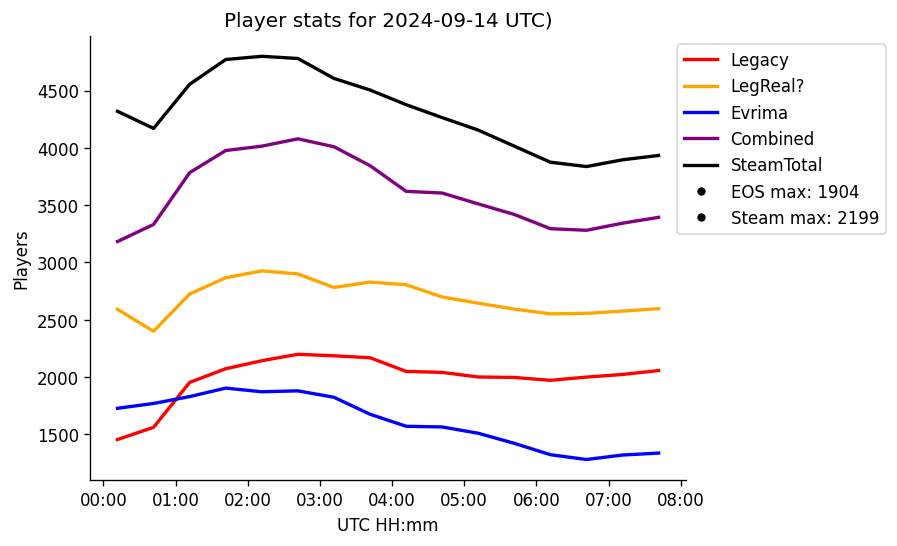 Player stats for 2024-09-14 UTC)
Legacy
LegReal?
Evrima
Combined
SteamTotal
EOS max: 1904
Steam max: 2199
Players
4500
4000
3500
3000
2500
2000
1500
00:00 01:00 02:00 03:00 04:00 05:00 06:00 07:00 08:00
UTC HH:mm